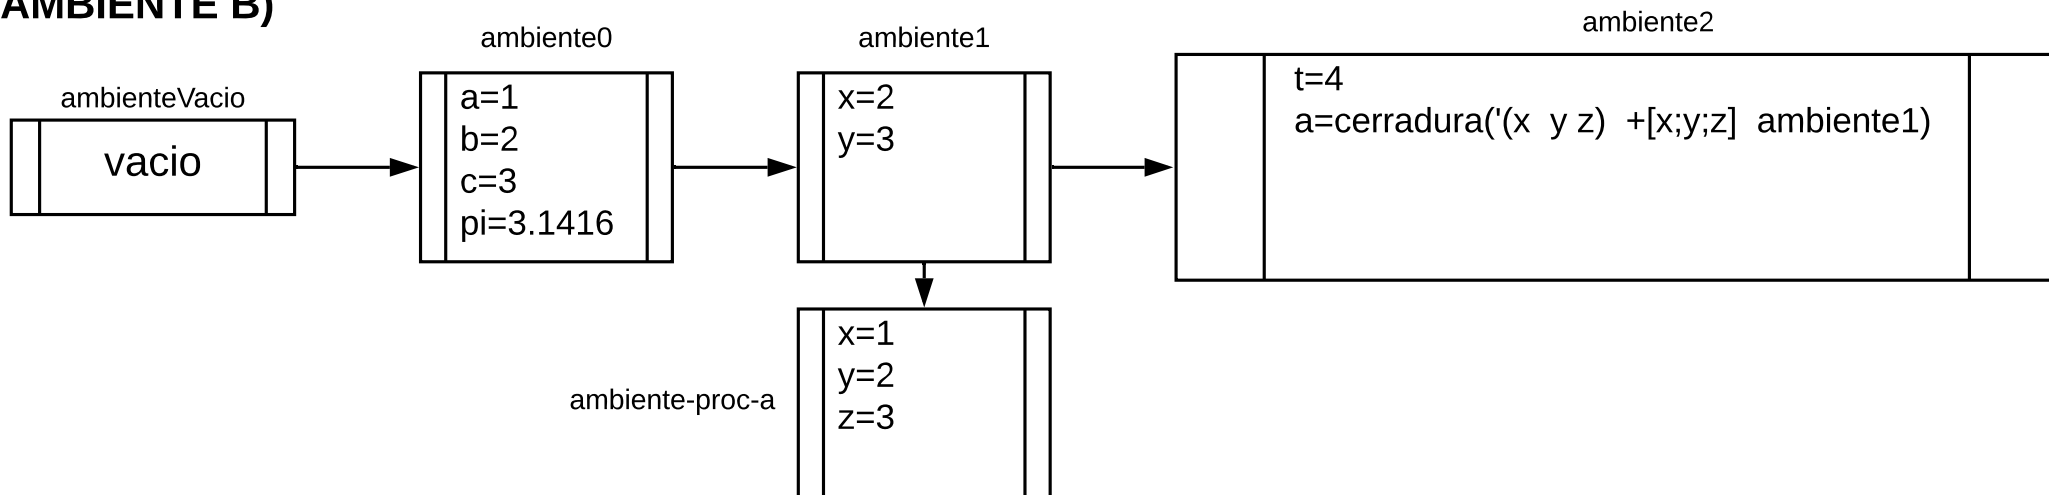 AMBIENTE B)
ambienteVacio
vacio
ambiente0
a=1
b=2
c=3
pi=3.1416
ambiente1
x=2
y=3
ambiente2
t=4
a=cerradura('(x y z) +[x;y;z] ambiente1)
ambiente-proc-a
x=1
y=2
z=3